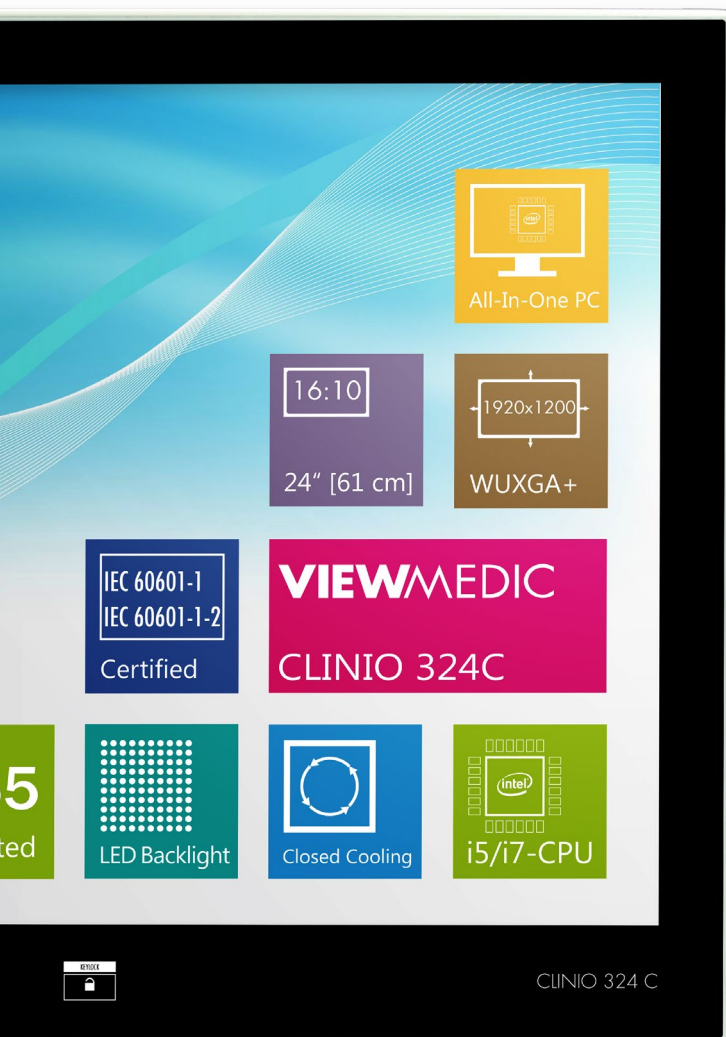 intel
All-In-One PC
16:10
24" [61 cm]
1920x1200
WUXGA+
IEC 60601-1
IEC 60601-1-2
Certified
VIEWMEDIC
CLINIO 324C
5
ted
LED Backlight
Closed Cooling
intel
i5/i7-CPU
KEYLOCK
CLINIO 324 C